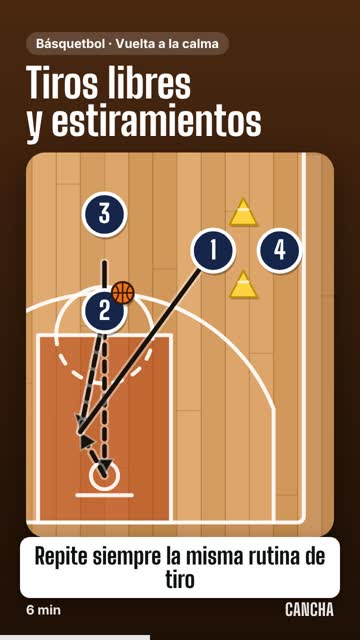 Básquetbol · Vuelta a la calma
Tiros libres
y estiramientos
3
1
4
2
Repite siempre la misma rutina de
tiro
6 min
CANCHA